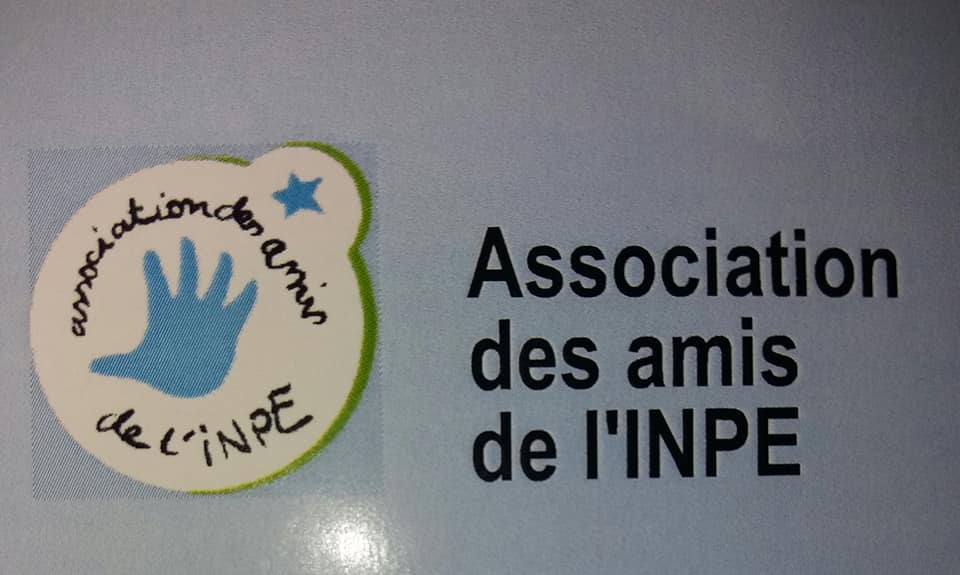 association des amis
de l'iNPE
Association
des amis
de l'INPE